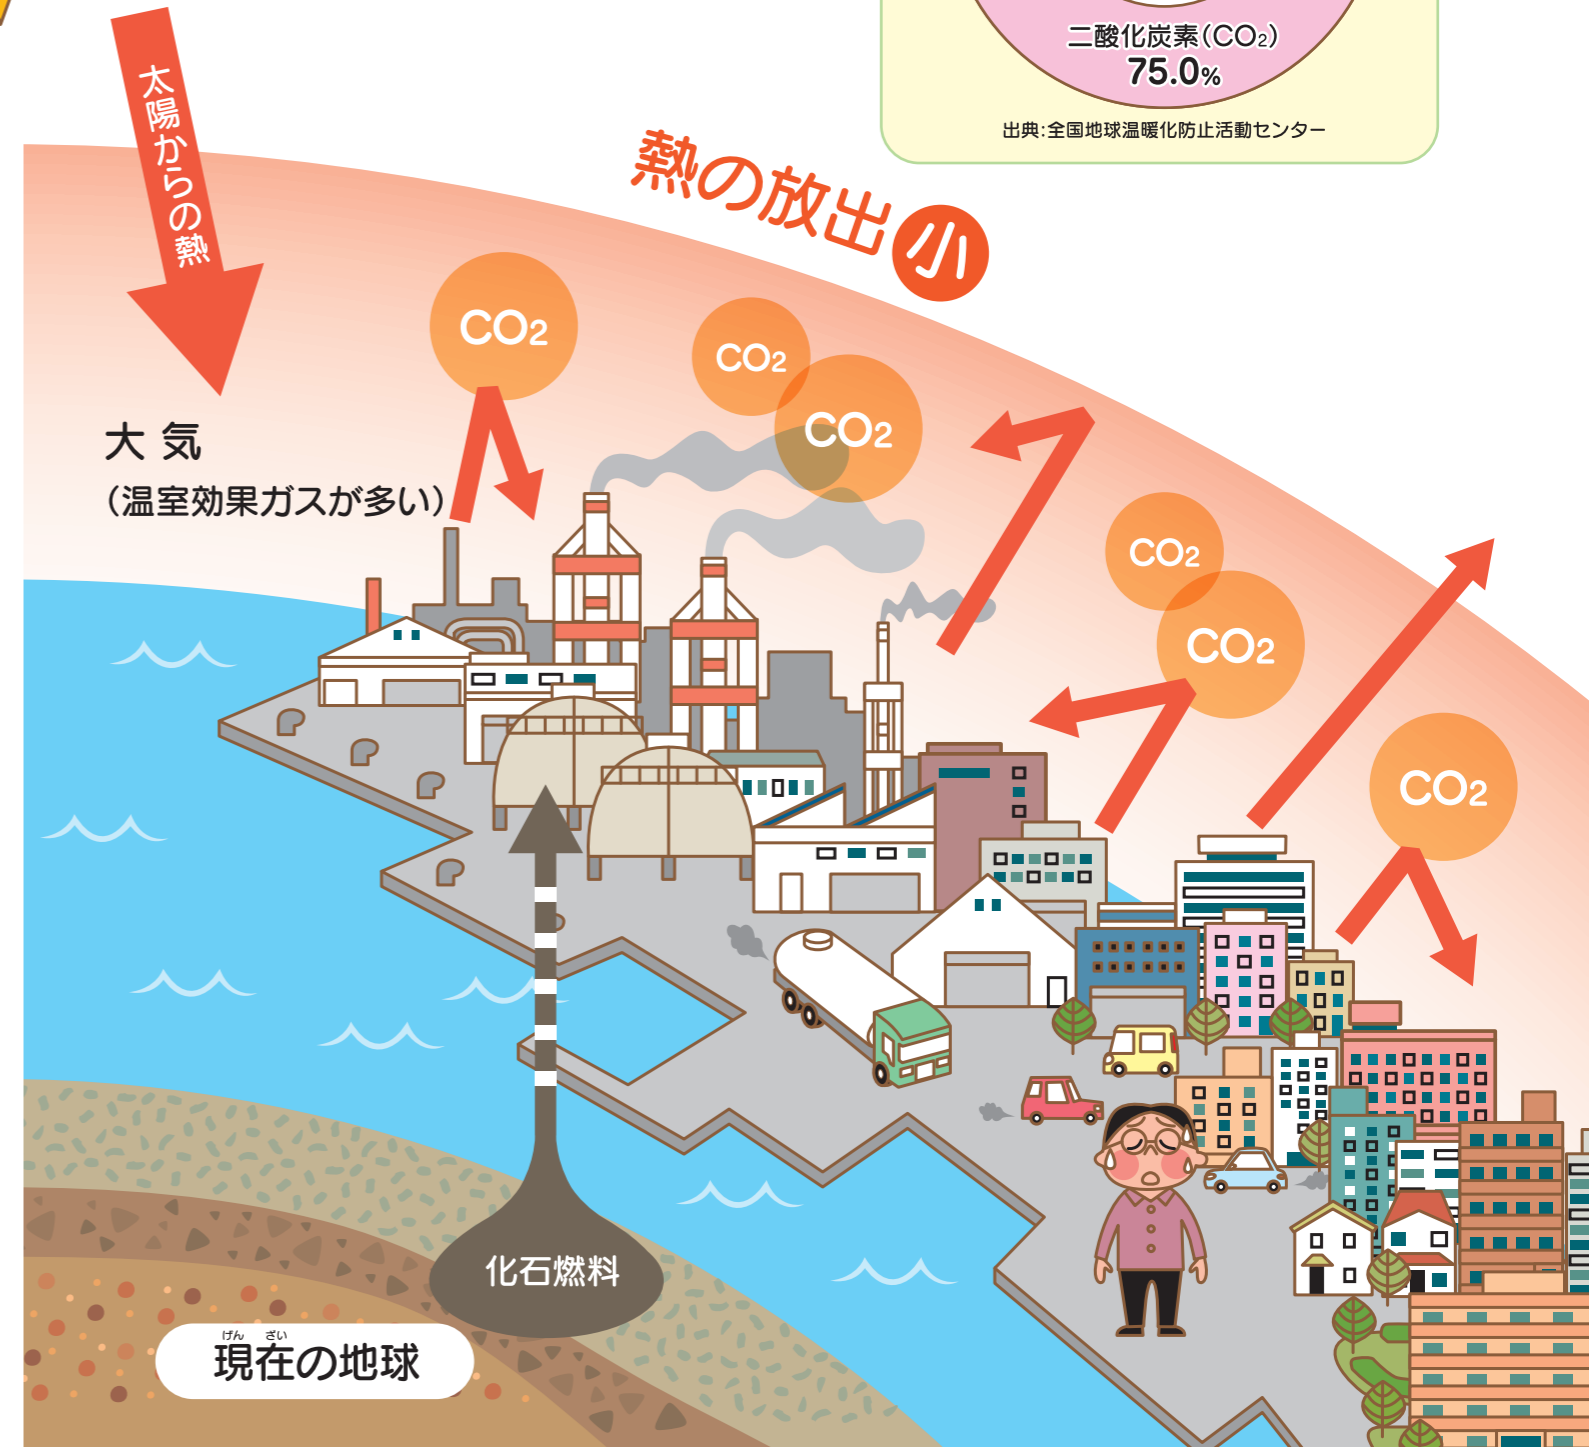 二酸化炭素(CO₂)
75.0%
出典:全国地球温暖化防止活動センター
太陽からの熱
熱の放出 小
CO₂
CO₂
CO₂
大気
(温室効果ガスが多い)
CO₂
CO₂
CO₂
化石燃料
げん ざい
現在の地球